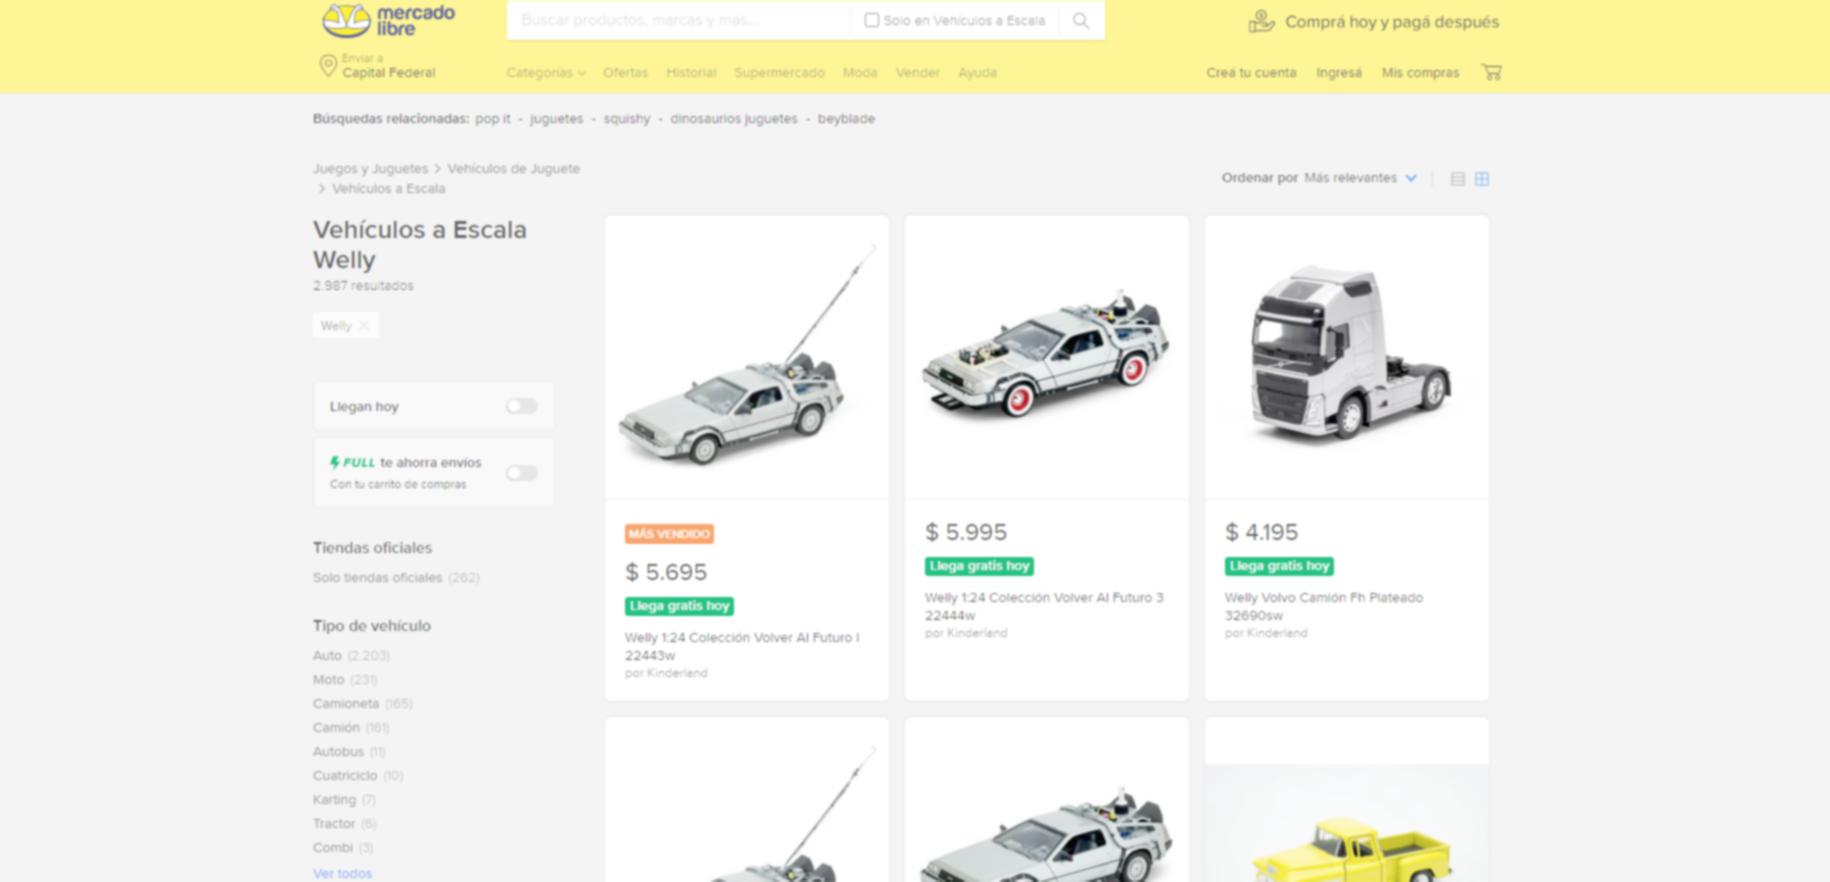 mercado
libre
Buscar productos, marcas y más...
Solo en Vehículos a Escala
Comprá hoy y pagá después
Enviar a
Capital Federal
Categorías
Ofertas
Historial
Supermercado
Moda
Vender
Ayuda
Creá tu cuenta
Ingresá
Mis compras
Búsquedas relacionadas: pop it - juguetes - squishy - dinosaurios juguetes - beyblade
Juegos y Juguetes > Vehículos de Juguete
> Vehículos a Escala
Ordenar por Más relevantes
Vehículos a Escala
Welly
2.987 resultados
Welly
Llegan hoy
FULL te ahorra envíos
Con tu carrito de compras
Tiendas oficiales
Solo tiendas oficiales (262)
Tipo de vehículo
Auto (2.203)
Moto (231)
Camioneta (165)
Camión (161)
Autobus (11)
Cuatriciclo (10)
Karting (7)
Tractor (6)
Combi (3)
Ver todos
MÁS VENDIDO
$ 5.695
Llega gratis hoy
Welly 1:24 Colección Volver Al Futuro I
22443w
por Kinderland
$ 5.995
Llega gratis hoy
Welly 1:24 Colección Volver Al Futuro 3
22444w
por Kinderland
$ 4.195
Llega gratis hoy
Welly Volvo Camión Fh Plateado
32690sw
por Kinderland